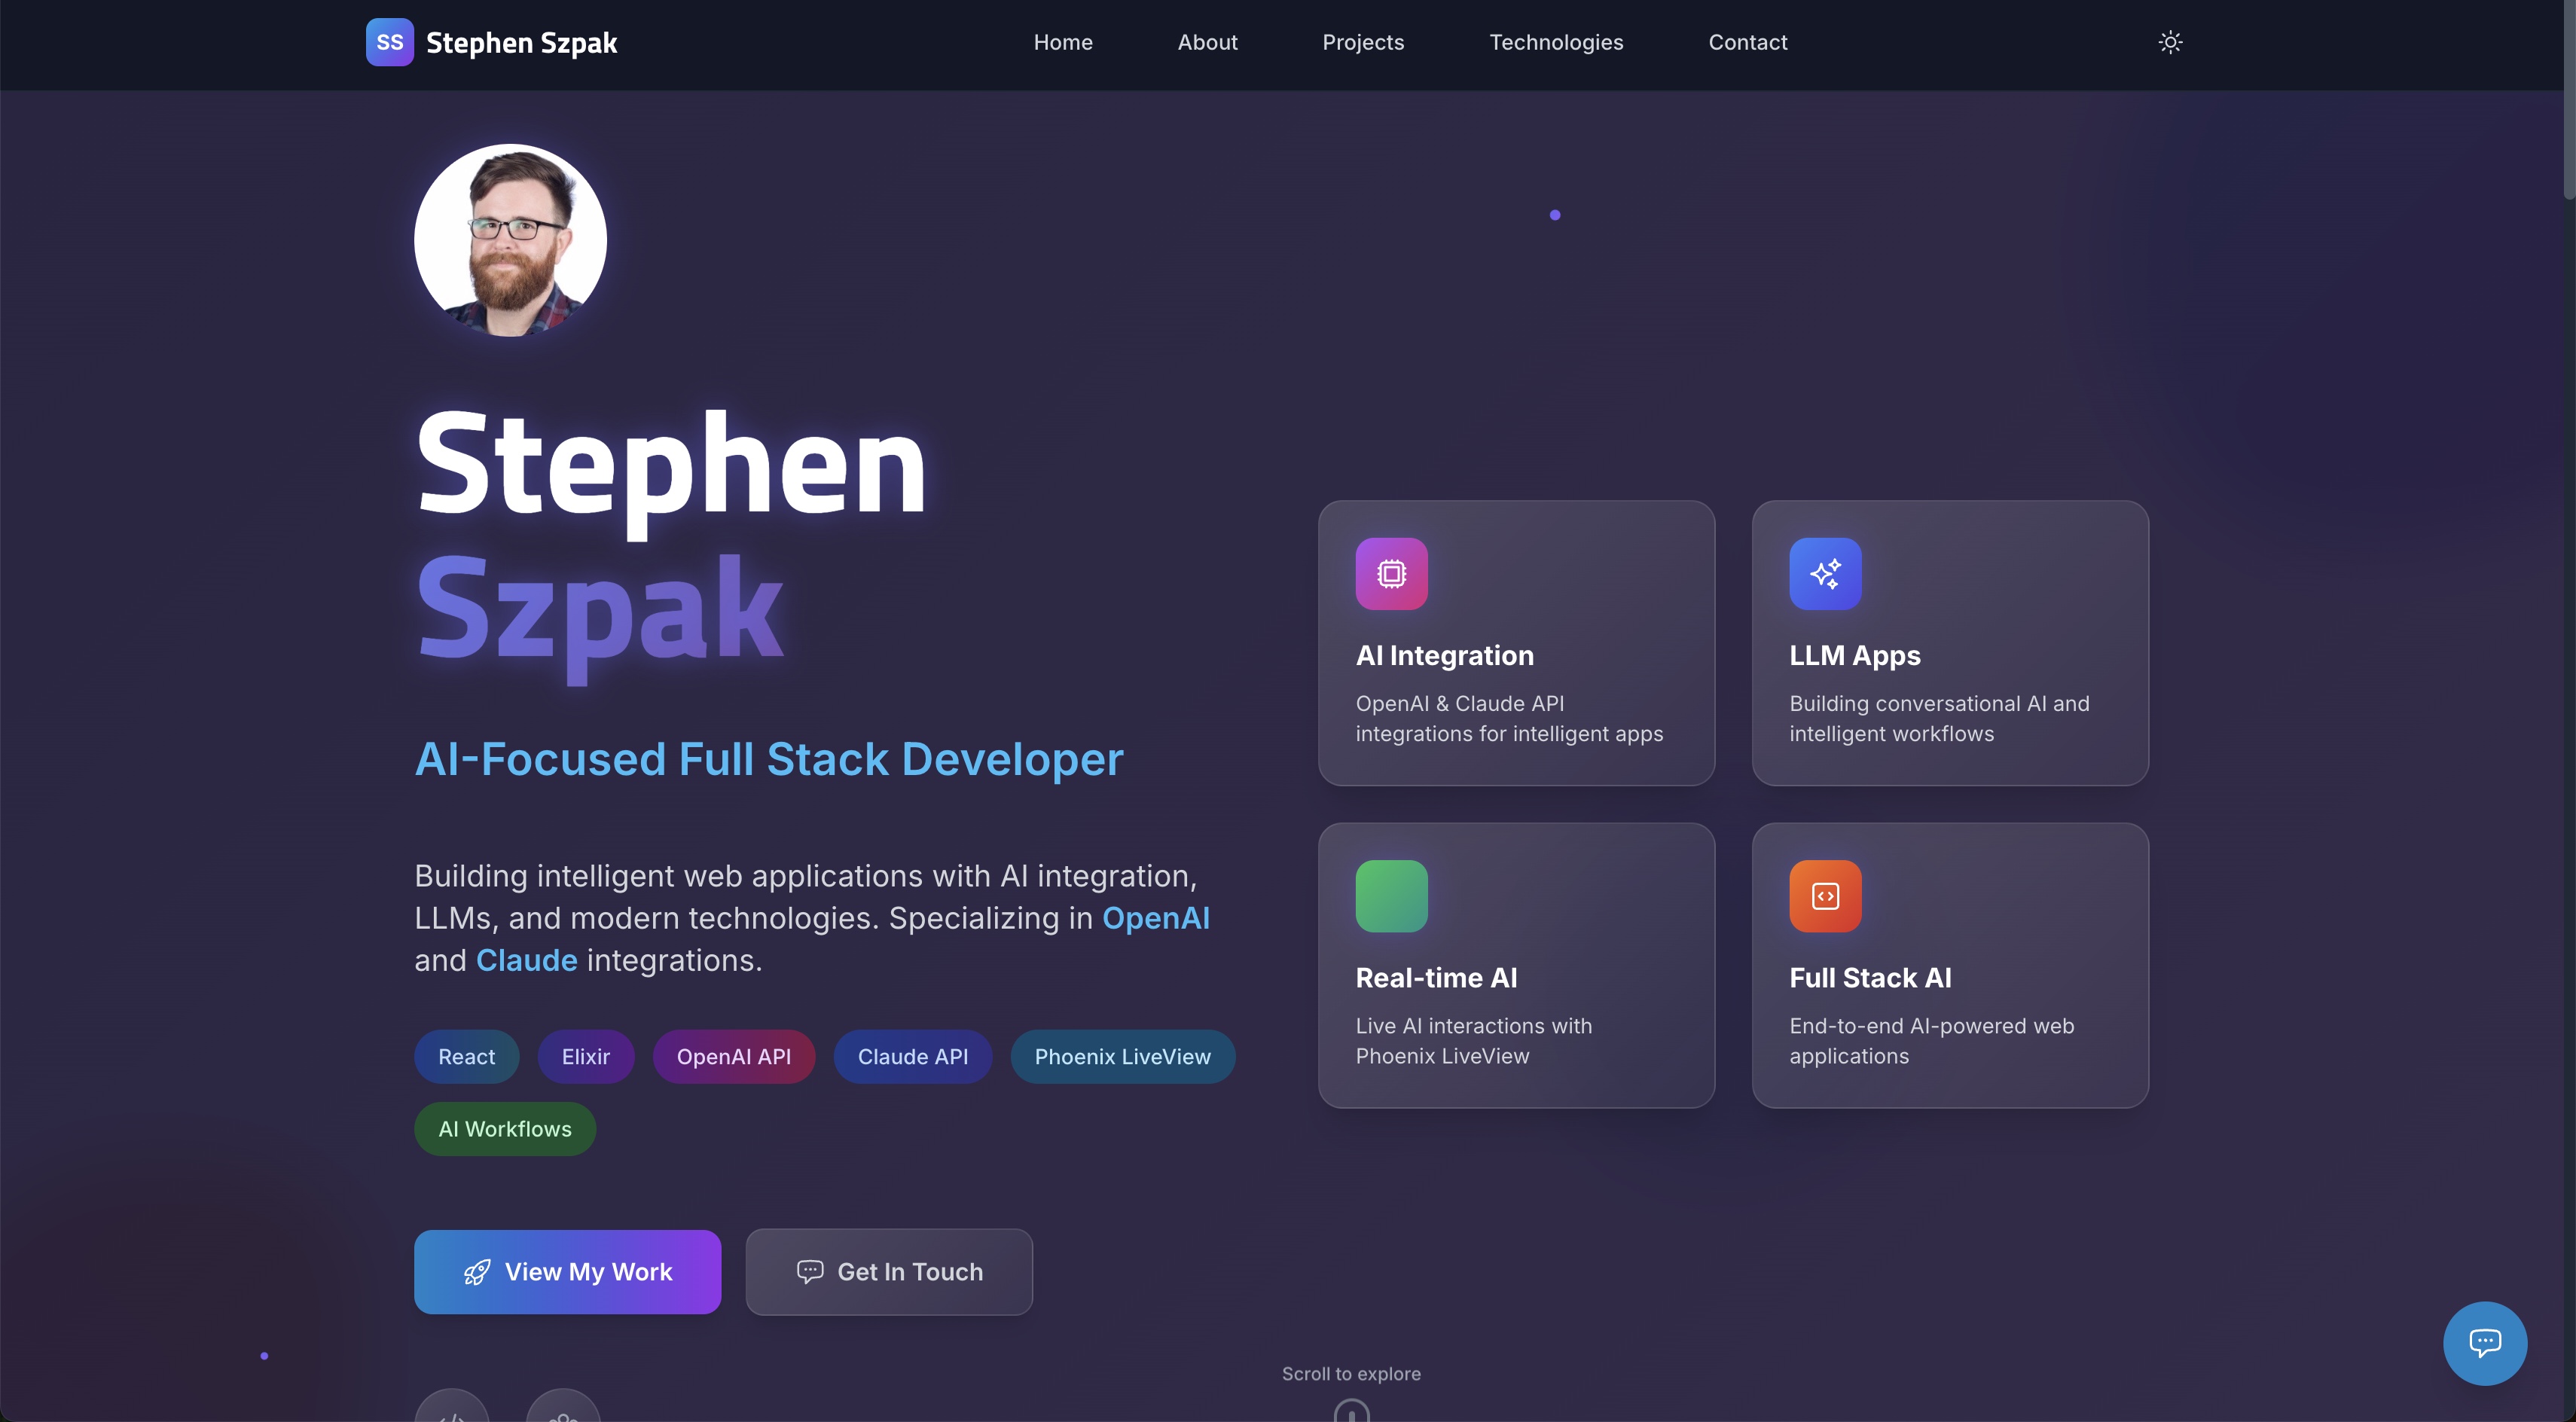 SS Stephen Szpak
Home
About
Projects
Technologies
Contact
Stephen
Szpak
AI-Focused Full Stack Developer
Building intelligent web applications with AI integration,
LLMs, and modern technologies. Specializing in OpenAI
and Claude integrations.
React
Elixir
OpenAI API
Claude API
Phoenix LiveView
AI Workflows
View My Work
Get In Touch
AI Integration
OpenAI & Claude API
integrations for intelligent apps
LLM Apps
Building conversational AI and
intelligent workflows
Real-time AI
Live AI interactions with
Phoenix LiveView
Full Stack AI
End-to-end AI-powered web
applications
Scroll to explore